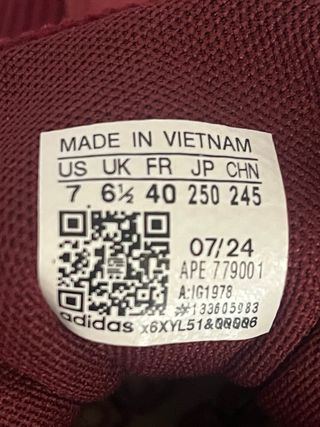 MADE IN VIETNAM
US UK FR JP CHN
7 6½ 40 250 245
07/24
APE 779001
A:IG1978
133605983
adidas